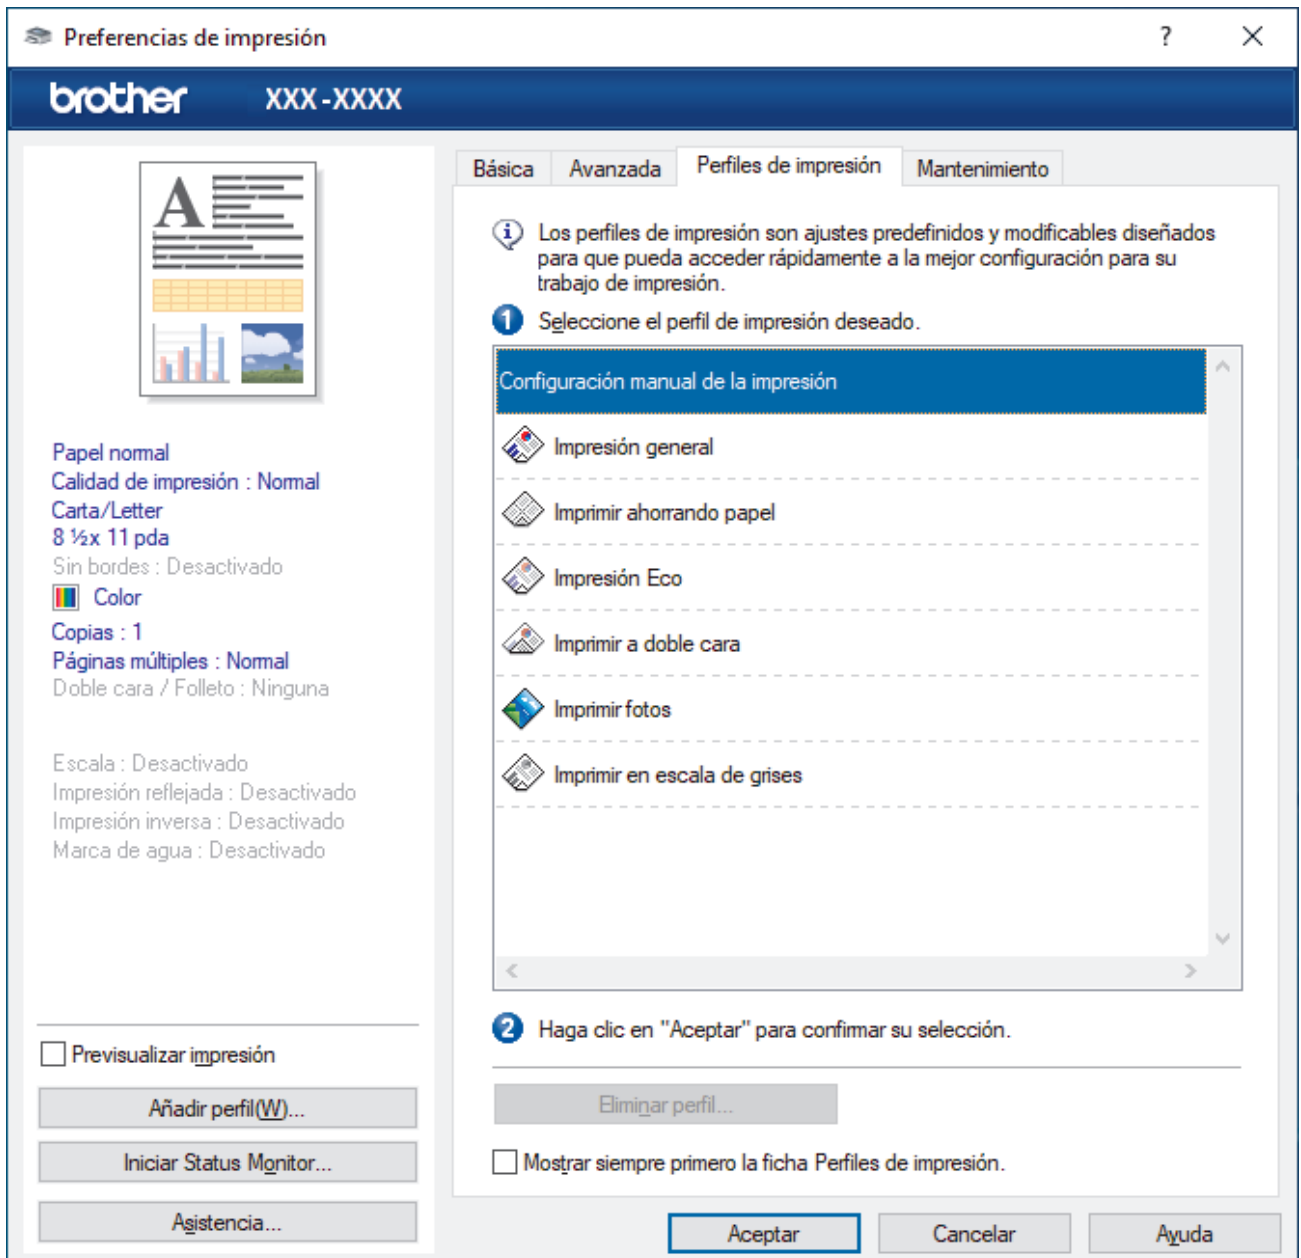 Preferencias de impresión
?
brother XXX-XXXX
A
Papel normal
Calidad de impresión : Normal
Carta/Letter
8 ½x 11 pda
Sin bordes : Desactivado
Color
Copias : 1
Páginas múltiples : Normal
Doble cara / Folleto : Ninguna
Escala : Desactivado
Impresión reflejada : Desactivado
Impresión inversa : Desactivado
Marca de agua : Desactivado
Previsualizar impresión
Añadir perfil(W)...
Iniciar Status Monitor...
Asistencia...
Básica Avanzada Perfiles de impresión Mantenimiento
Los perfiles de impresión son ajustes predefinidos y modificables diseñados
para que pueda acceder rápidamente a la mejor configuración para su
trabajo de impresión.
1 Seleccione el perfil de impresión deseado.
Configuración manual de la impresión
Impresión general
Imprimir ahorrando papel
Impresión Eco
Imprimir a doble cara
Imprimir fotos
Imprimir en escala de grises
2 Haga clic en "Aceptar" para confirmar su selección.
Eliminar perfil...
Mostrar siempre primero la ficha Perfiles de impresión.
Aceptar Cancelar Ayuda